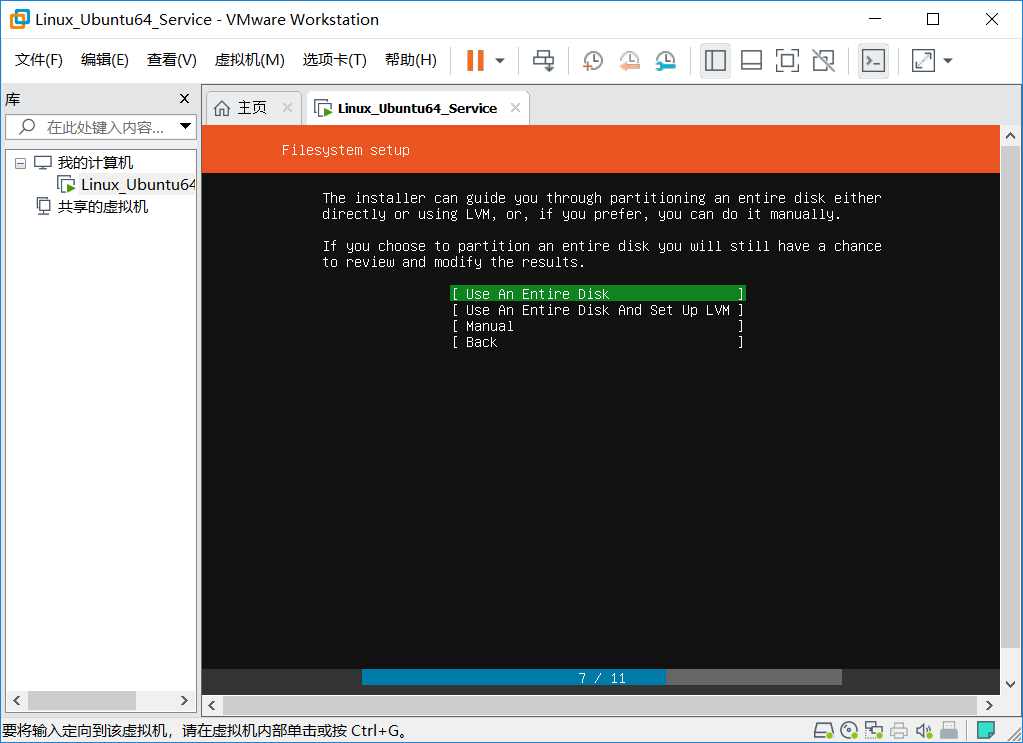 Linux_Ubuntu64_Service - VMware Workstation
文件(F) 编辑(E) 查看(V) 虚拟机(M) 选项卡(T) 帮助(H)
库
在此处键入内容...
我的计算机
Linux_Ubuntu64
共享的虚拟机
主页
Linux_Ubuntu64_Service
Filesystem setup
The installer can guide you through partitioning an entire disk either
directly or using LVM, or, if you prefer, you can do it manually.
If you choose to partition an entire disk you will still have a chance
to review and modify the results.
[ Use An Entire Disk ]
[ Use An Entire Disk And Set Up LVM ]
[ Manual ]
[ Back ]
7 / 11
要将输入定向到该虚拟机，请在虚拟机内部单击或按 Ctrl+G。